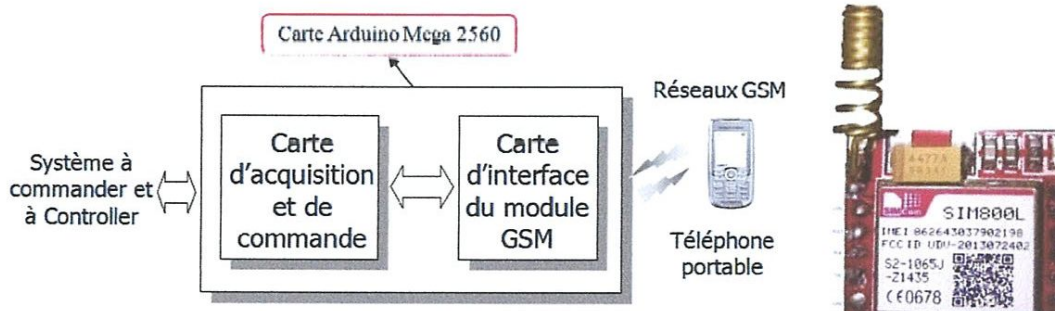 Carte Arduino Mega 2560
Réseaux GSM
Carte
d'acquisition
et de
commande
Carte
d'interface
du module
GSM
Système à
commander et
à Controller
Téléphone
portable
SIM800L
IMEI 862643037902198
FCC ID UDV-2013072402
S2-1065J
-Z1435
CE0678